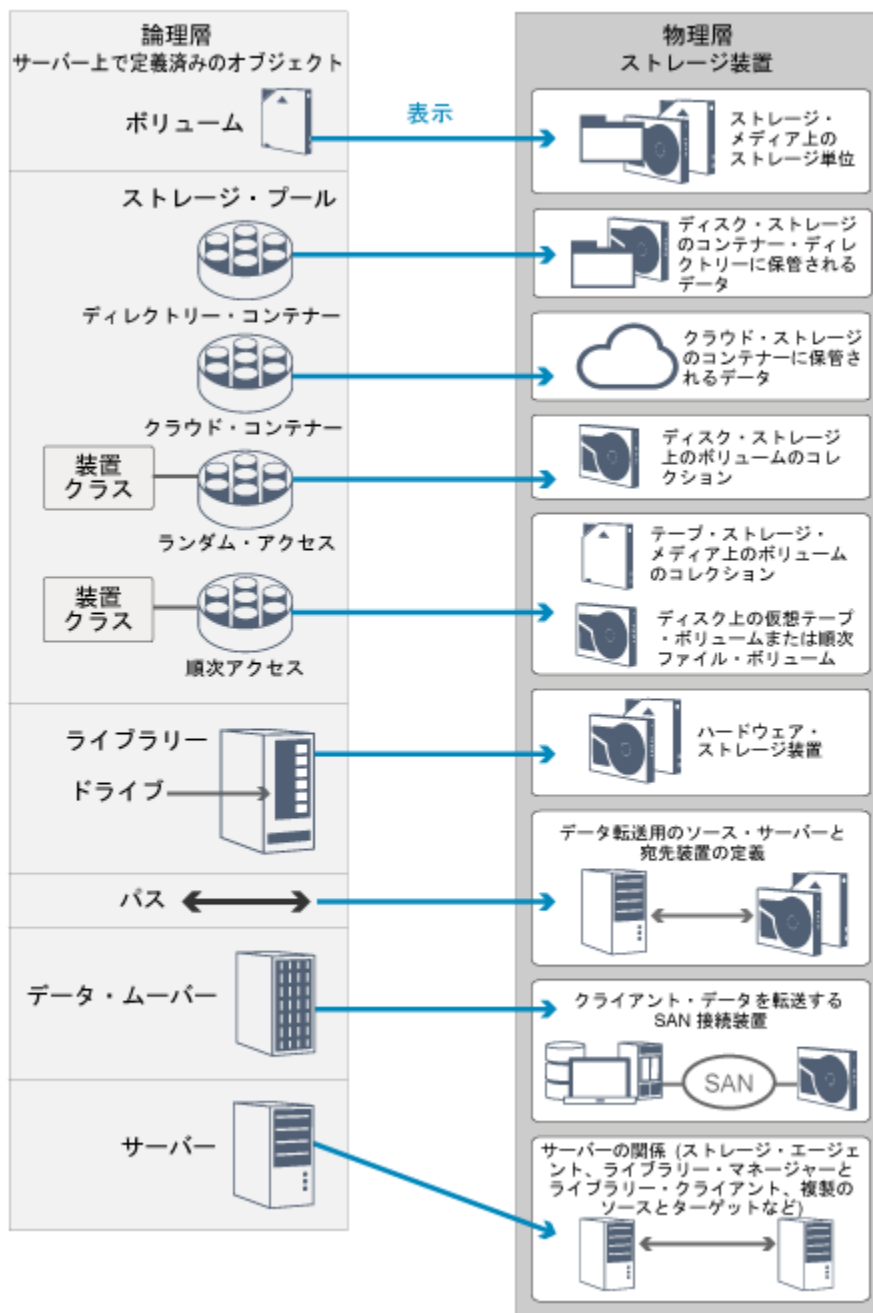 論理層
サーバー上で定義済みのオブジェクト
ボリューム
表示
ストレージ・プール
ディレクトリー・コンテナー
クラウド・コンテナー
装置
クラス
ランダム・アクセス
装置
クラス
順次アクセス
ライブラリー
ドライブ
パス
データ・ムーバー
サーバー
物理層
ストレージ装置
ストレージ・
メディア上の
ストレージ単位
ディスク・ストレージ
のコンテナー・ディレ
クトリーに保管される
データ
クラウド・ストレージ
のコンテナーに保管さ
れるデータ
ディスク・ストレージ
上のボリュームのコレ
クション
テープ・ストレージ・
メディア上のボリューム
のコレクション
ディスク上の仮想テープ
・ボリュームまたは順次
ファイル・ボリューム
ハードウェア・
ストレージ装置
データ転送用のソース・サーバーと
宛先装置の定義
クライアント・データを転送する
SAN 接続装置
SAN
サーバーの関係 (ストレージ・エージェ
ント、ライブラリー・マネージャーと
ライブラリー・クライアント、複製の
ソースとターゲットなど)